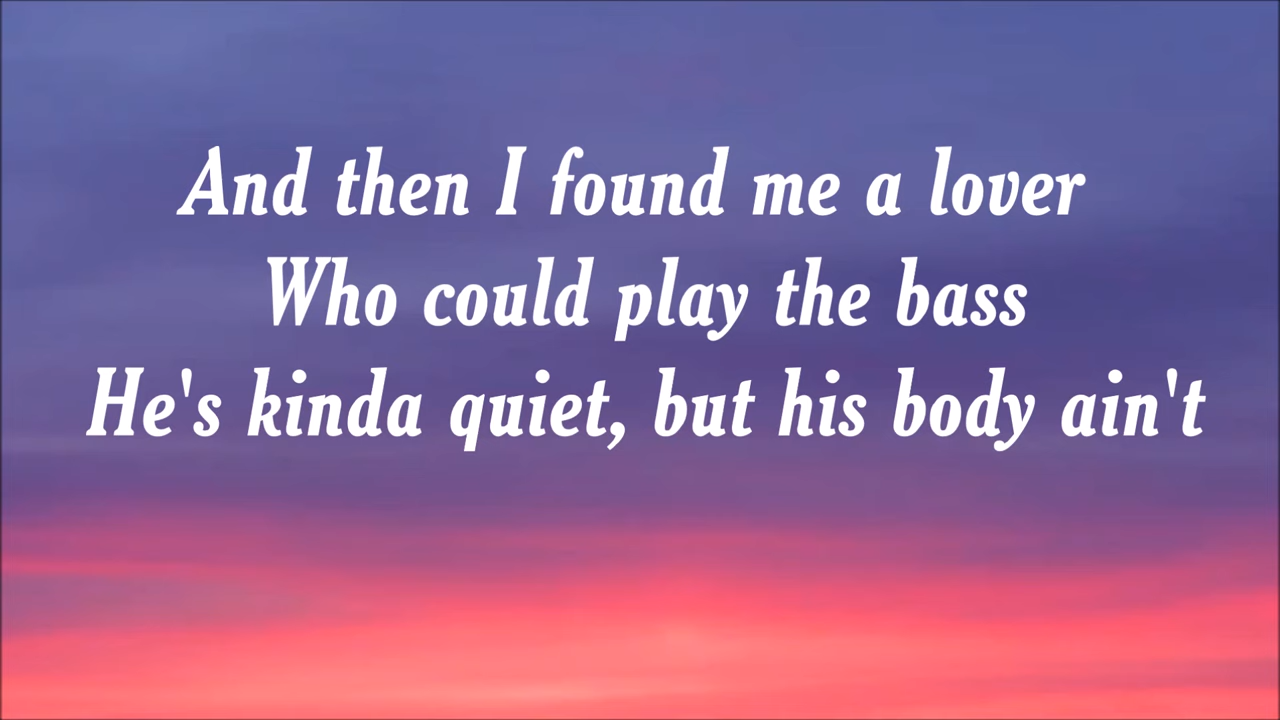 And then I found me a lover
Who could play the bass
He's kinda quiet, but his body ain't